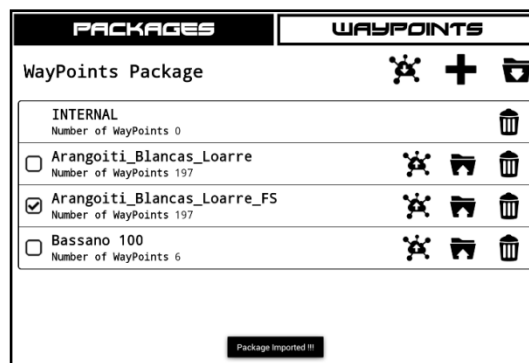 PACKAGES
WAYPOINTS
WayPoints Package
INTERNAL
Number of WayPoints 0
Arangoiti_Blancas_Loarre
Number of WayPoints 197
Arangoiti_Blancas_Loarre_FS
Number of WayPoints 197
Bassano 100
Number of WayPoints 6
Package Imported !!!